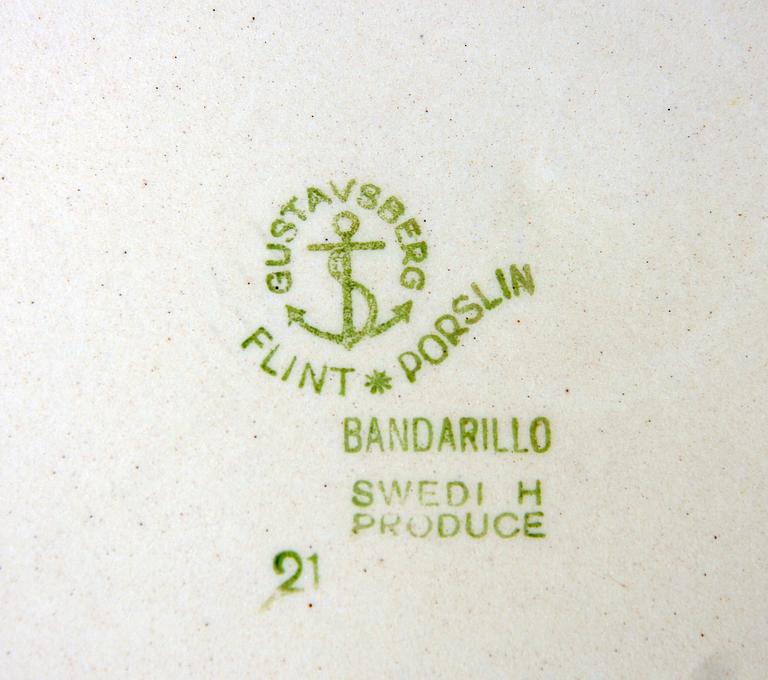 GUSTAVSBERG
FLINT * PORSLIN
BANDARILLO
SWEDI H
PRODUCE
21